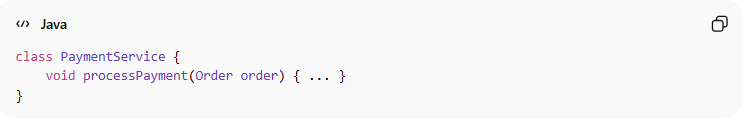 </> Java
class PaymentService {
    void processPayment(Order order) { ... }
}